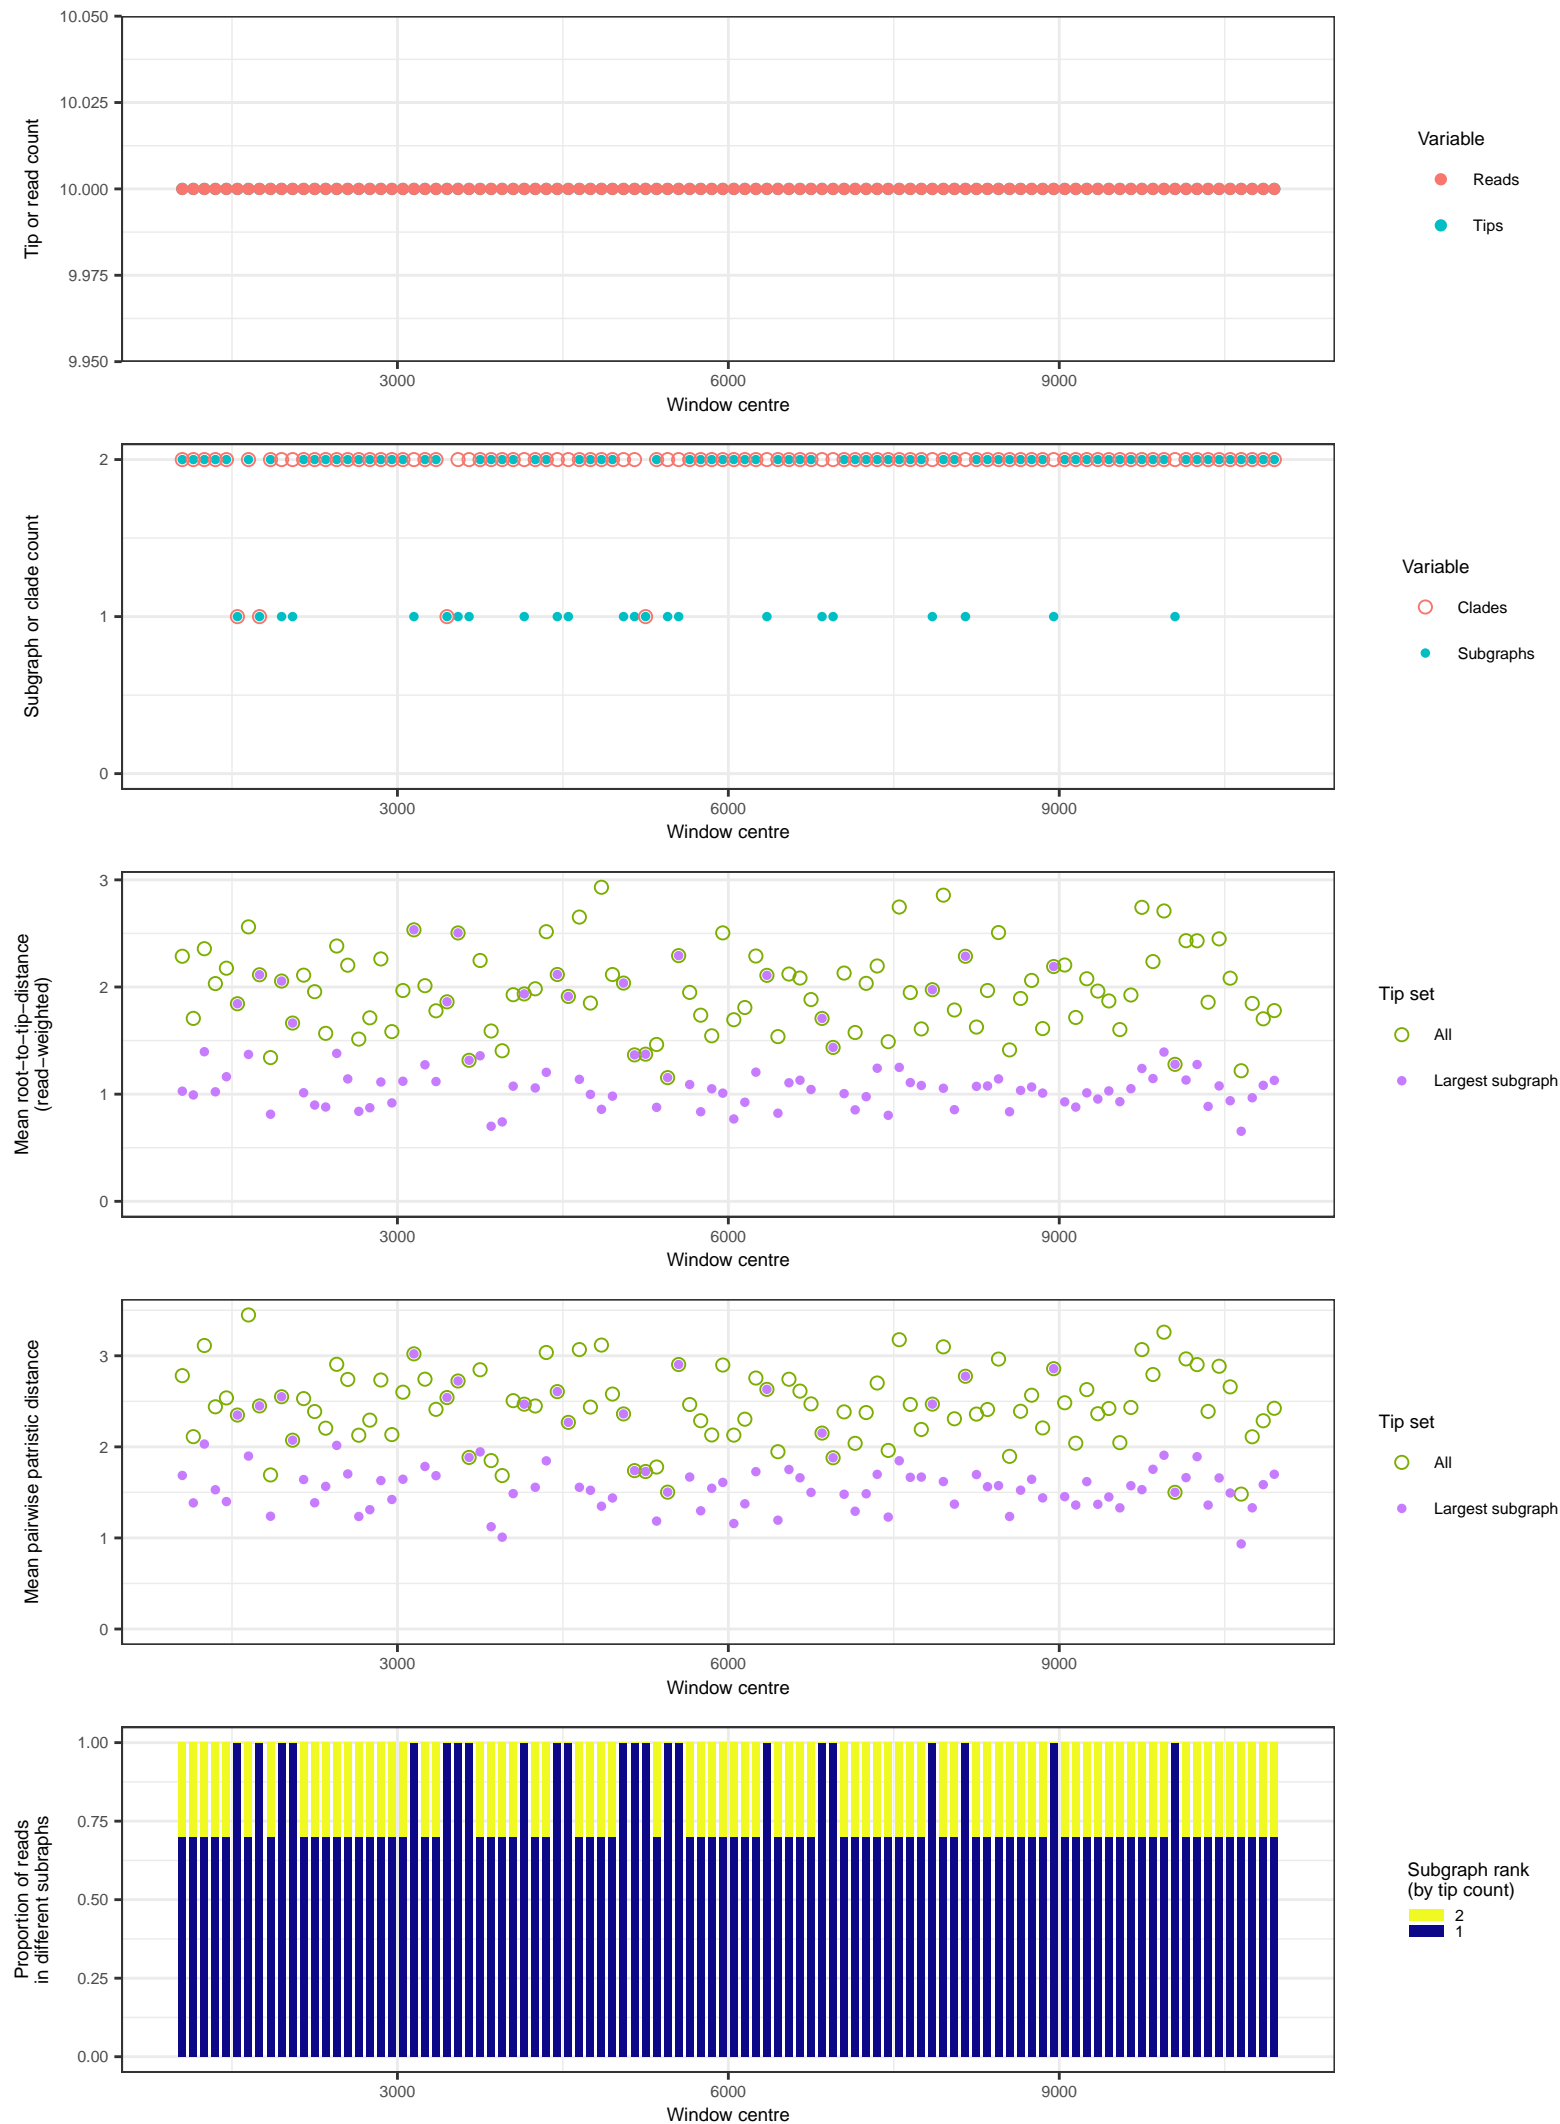 10.050
10.025
10.000
9.975
9.950
Tip or read count
3000
6000
9000
Window centre
Variable
Reads
Tips
2
1
0
Subgraph or clade count
3000
6000
9000
Window centre
Variable
Clades
Subgraphs
3
2
1
0
Mean root−to−tip−distance
(read−weighted)
3000
6000
9000
Window centre
Tip set
All
Largest subgraph
3
2
1
0
Mean pairwise patristic distance
3000
6000
9000
Window centre
Tip set
All
Largest subgraph
1.00
0.75
0.50
0.25
0.00
Proportion of reads
in different subraphs
3000
6000
9000
Window centre
Subgraph rank
(by tip count)
2
1